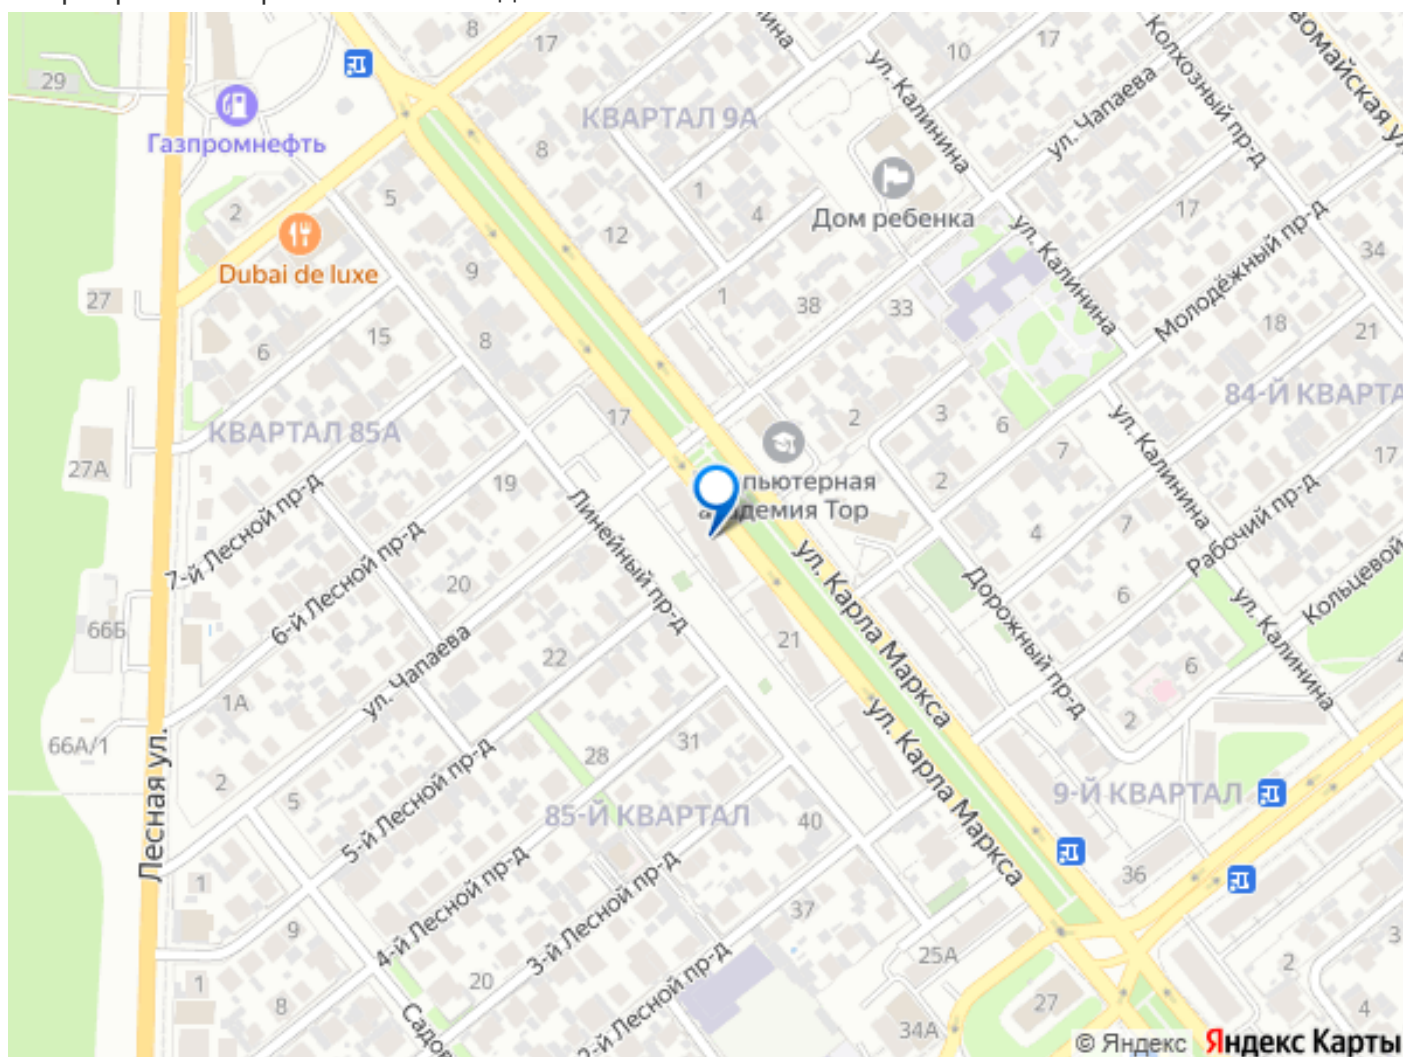 8
17
10
17
29
Газпромнефть
КВАРТАЛ 9А
ул. Калинина
Колхозный пр-д
ул. Чапаева
8
2
5
1
4
Дом ребенка
17
Dubai de luxe
12
9
ул. Калинина
Молодёжный пр-д
34
27
1
38
33
6
15
8
18
21
КВАРТАЛ 85А
17
2
3
6
84-Й КВАРТА
27А
19
7
ул. Калинина
17
7-й Лесной пр-д
2
пьютерная
адемия Top
Линейный пр-д
4
7
Рабочий пр-д
6-й Лесной пр-д
20
ул. Карла Маркса
Дорожный пр-д
6
ул. Калинина
Кольцевой
66Б
ул. Чапаева
22
21
6
1А
2
66А/1
Лесная ул.
28
31
ул. Карла Маркса
2
5
5-й Лесной пр-д
85-Й КВАРТАЛ
40
9-Й КВАРТАЛ
1
36
9
4-й Лесной пр-д
3-й Лесной пр-д
37
25А
3
1
8
20
2-й Лесной пр-д
2
Садо
27
34А
4
© Яндекс Яндекс Карты